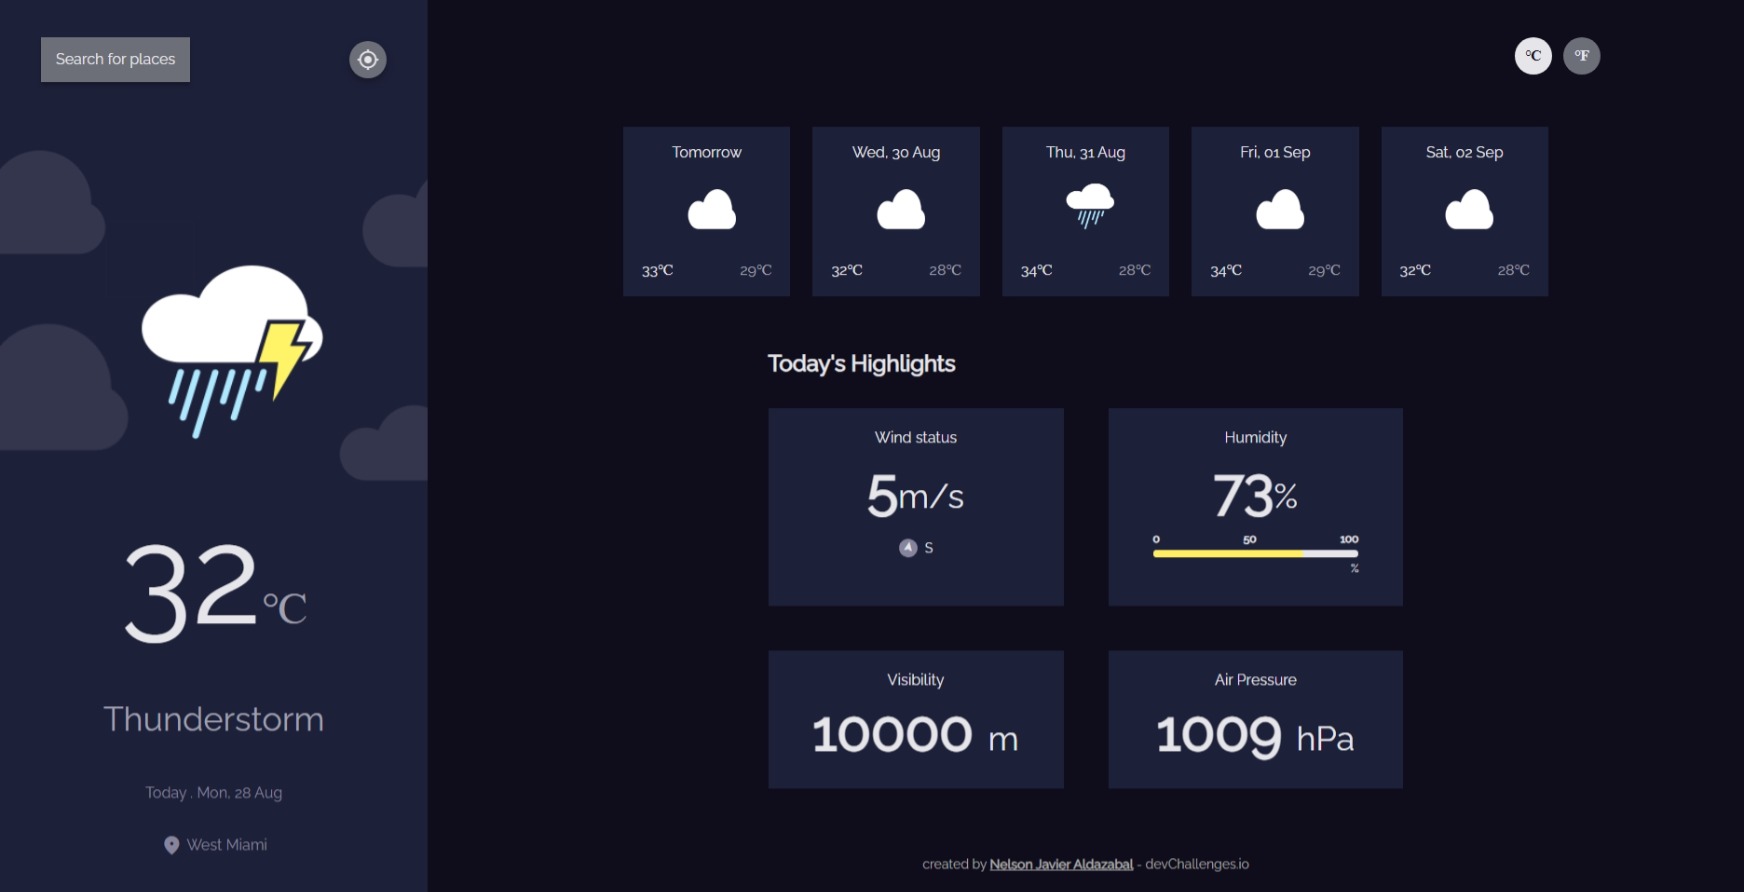 Search for places
32°C
Thunderstorm
Today . Mon, 28 Aug
West Miami
°C °F
Tomorrow
33°C 29°C
Wed, 30 Aug
32°C 28°C
Thu, 31 Aug
34°C 28°C
Fri, 01 Sep
34°C 29°C
Sat, 02 Sep
32°C 28°C
Today's Highlights
Wind status
5m/s
S
Humidity
73%
0 50 100
%
Visibility
10000 m
Air Pressure
1009 hPa
created by Nelson Javier Aldazabal - devChallenges.io